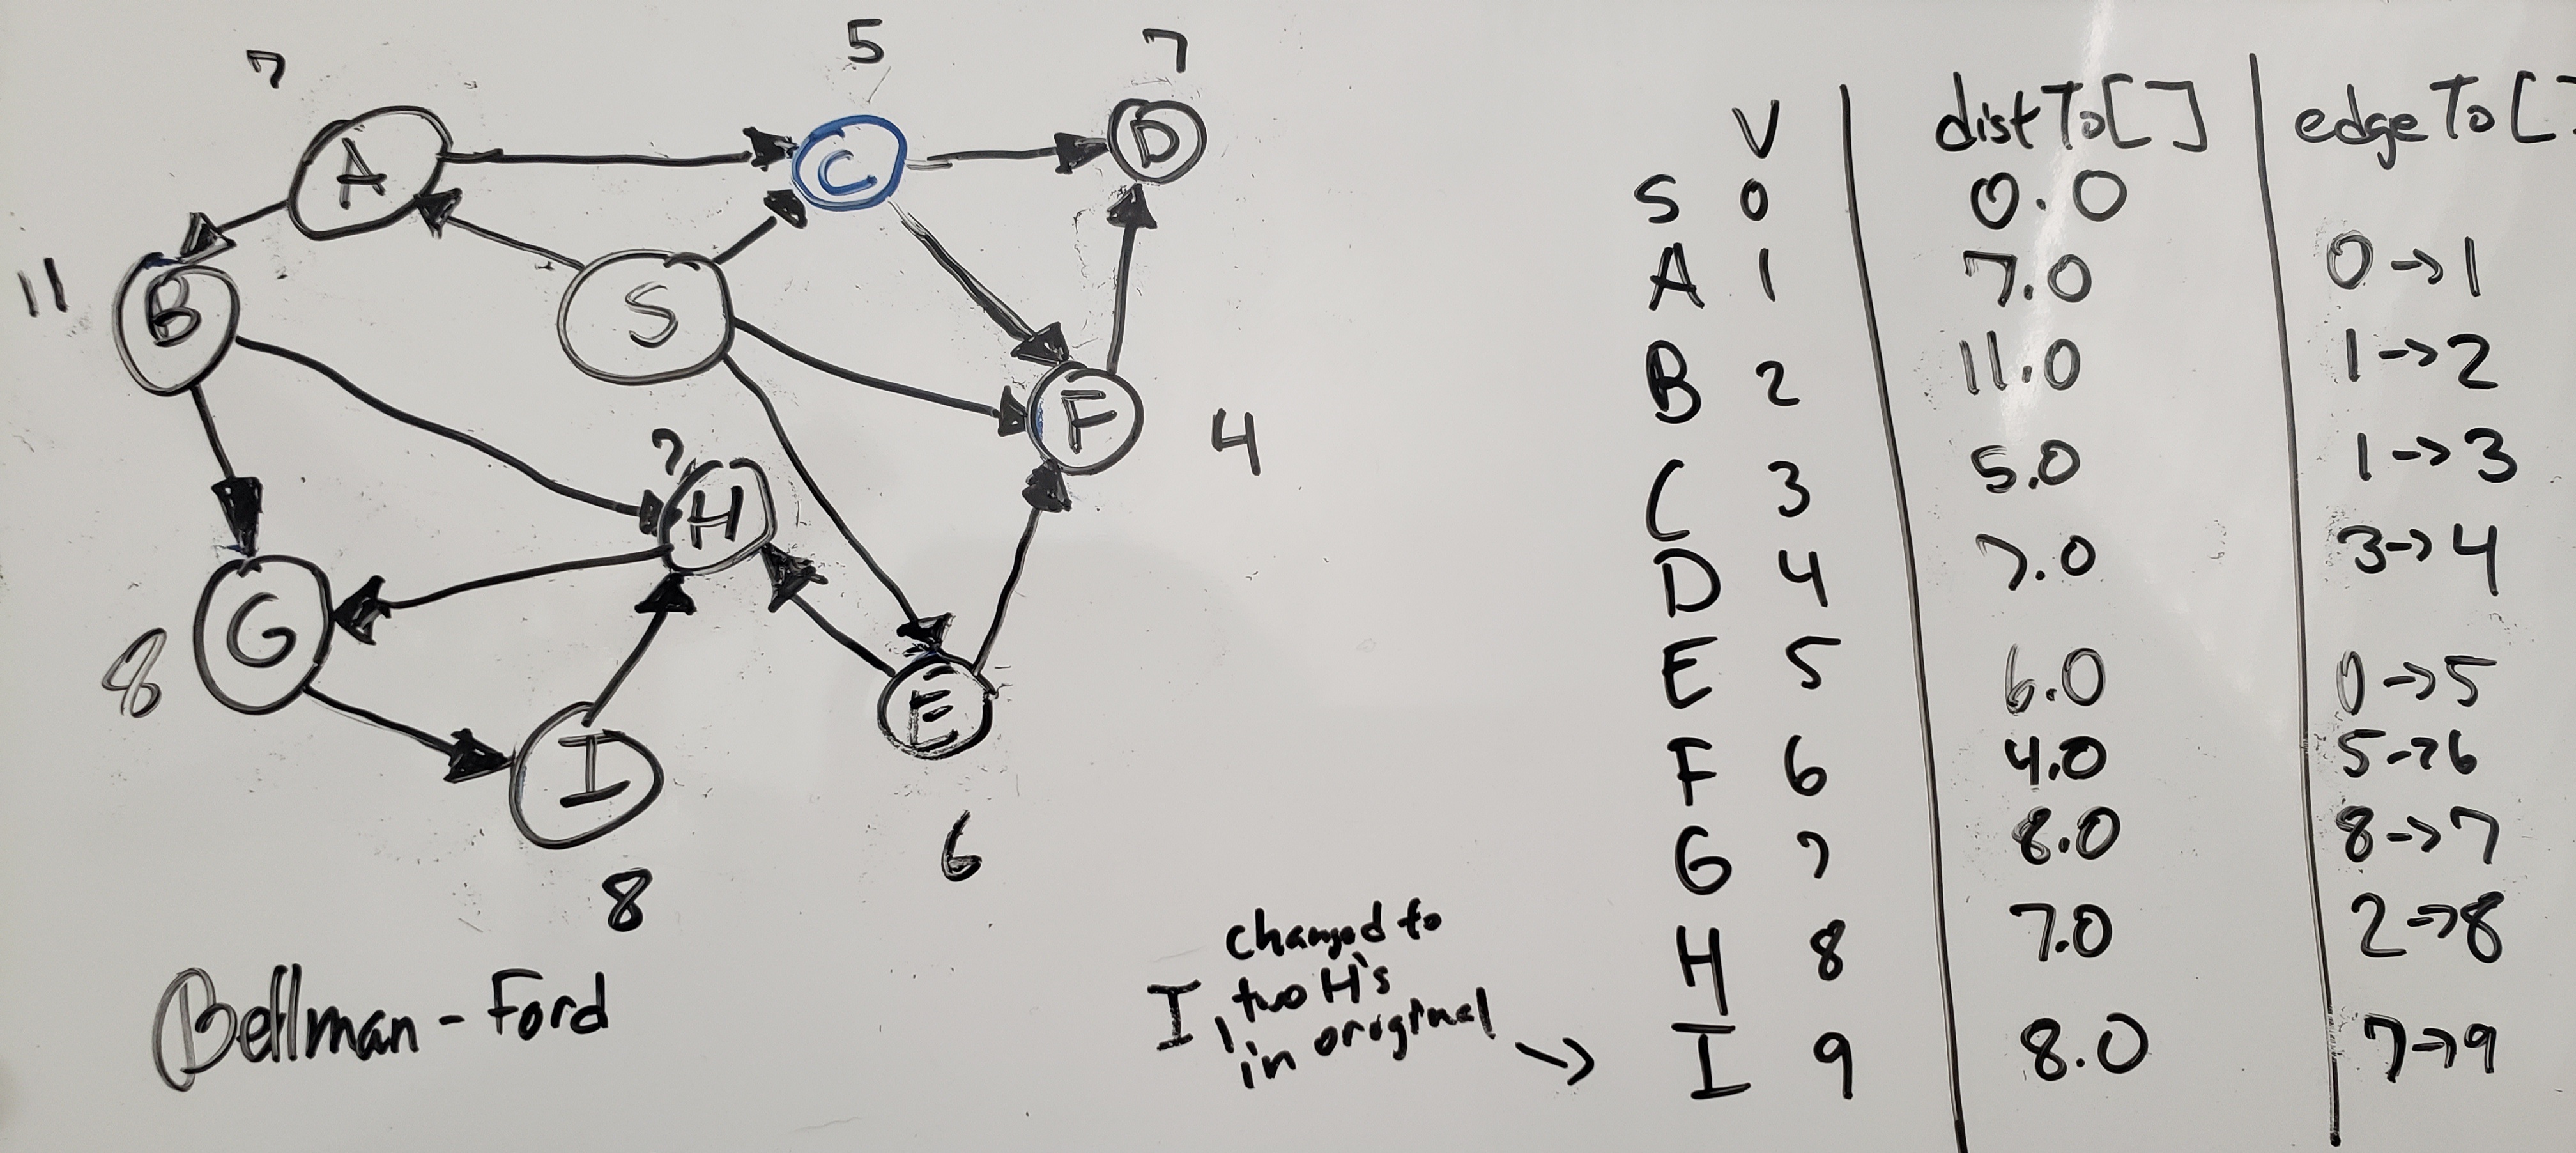 7
5
7
A
C
D
11
B
S
F
4
?
H
G
8
I
E
6
8
Bellman - Ford
changed to
I, two H's
in original
->
V distTo[] edgeTo[]
S 0 0.0
A 1 7.0 0->1
B 2 11.0 1->2
C 3 5.0 1->3
D 4 7.0 3->4
E 5 6.0 0->5
F 6 4.0 5->6
G 7 8.0 8->7
H 8 7.0 2->8
I 9 8.0 7->9